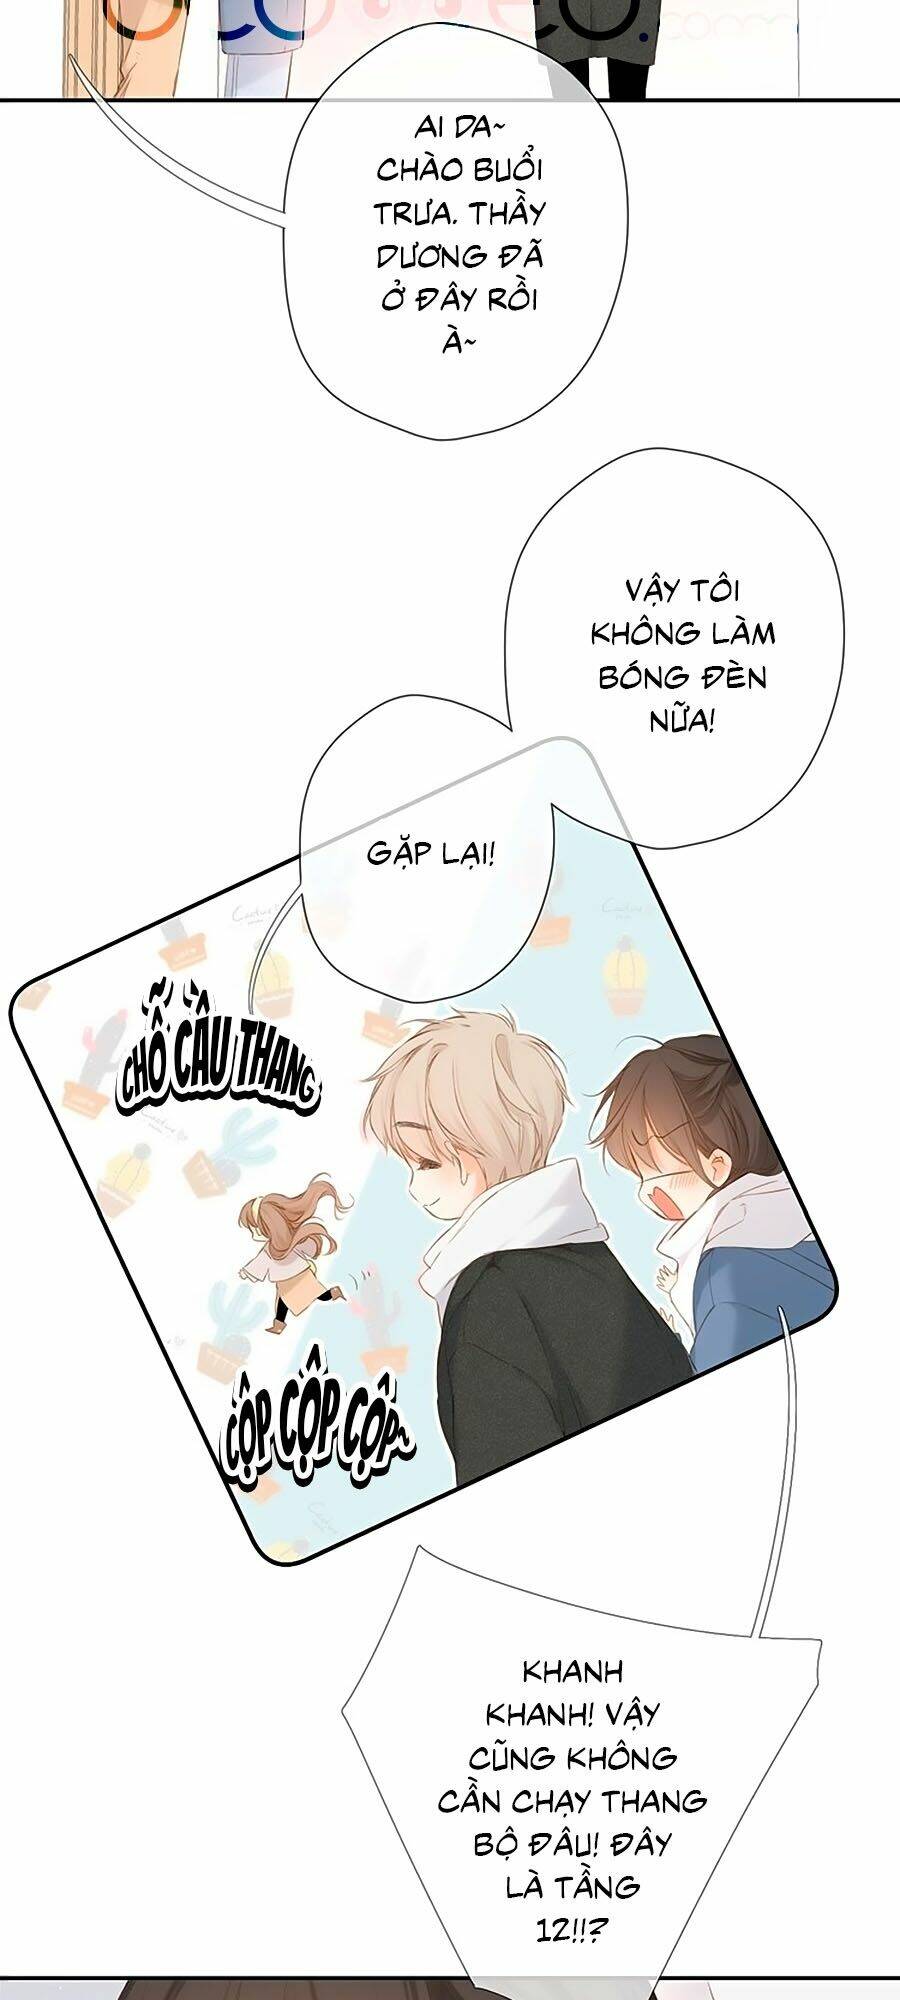 AI DA~
CHÀO BUỔI
TRƯA. THẦY
DƯƠNG ĐÃ
Ở ĐÂY RỒI
À~
VẬY TÔI
KHÔNG LÀM
BÓNG ĐÈN
NỮA!
GẶP LẠI!
CHỖ CẦU THANG
CỘP CỘP CỘP~
KHANH
KHANH! VẬY
CŨNG KHÔNG
CẦN CHẠY THANG
BỘ ĐÂU! ĐÂY
LÀ TẦNG
12!!?